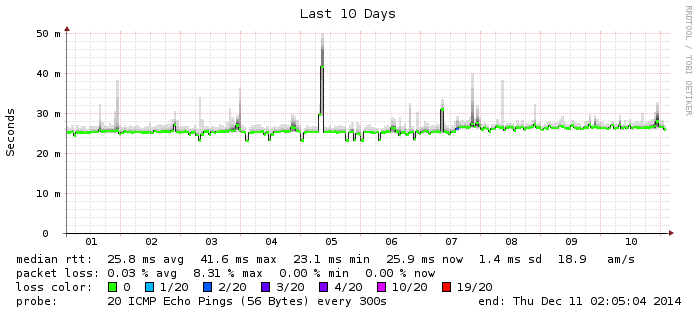 Last 10 Days
RRDTOOL / TOBI OETIKER
Seconds
50 m
40 m
30 m
20 m
10 m
0
01 02 03 04 05 06 07 08 09 10
median rtt: 25.8 ms avg 41.6 ms max 23.1 ms min 25.9 ms now 1.4 ms sd 18.9 am/s
packet loss: 0.03 % avg 8.31 % max 0.00 % min 0.00 % now
loss color: 0 1/20 2/20 3/20 4/20 10/20 19/20
probe: 20 ICMP Echo Pings (56 Bytes) every 300s end: Thu Dec 11 02:05:04 2014